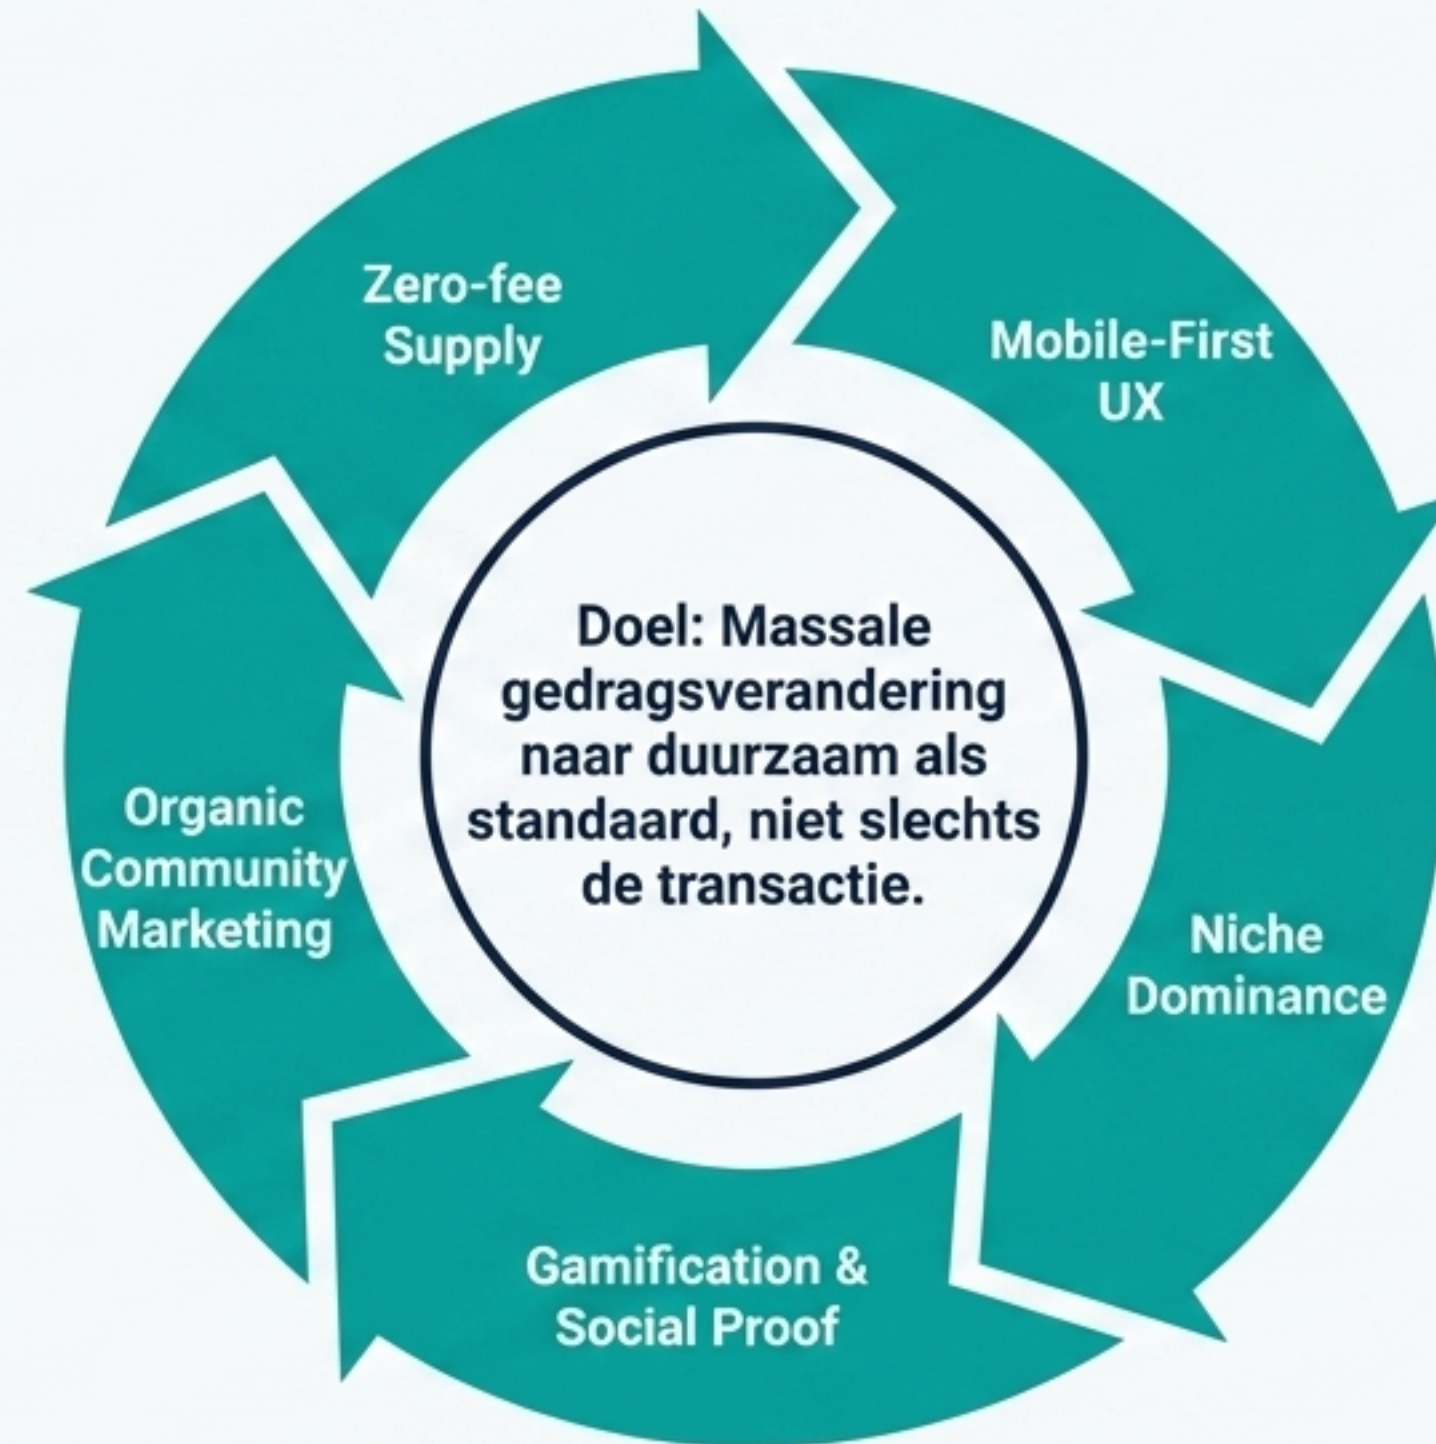 Zero-fee
Supply
Mobile-First
UX
Doel: Massale
gedragsverandering
naar duurzaam als
standaard, niet slechts
de transactie.
Organic
Community
Marketing
Niche
Dominance
Gamification &
Social Proof